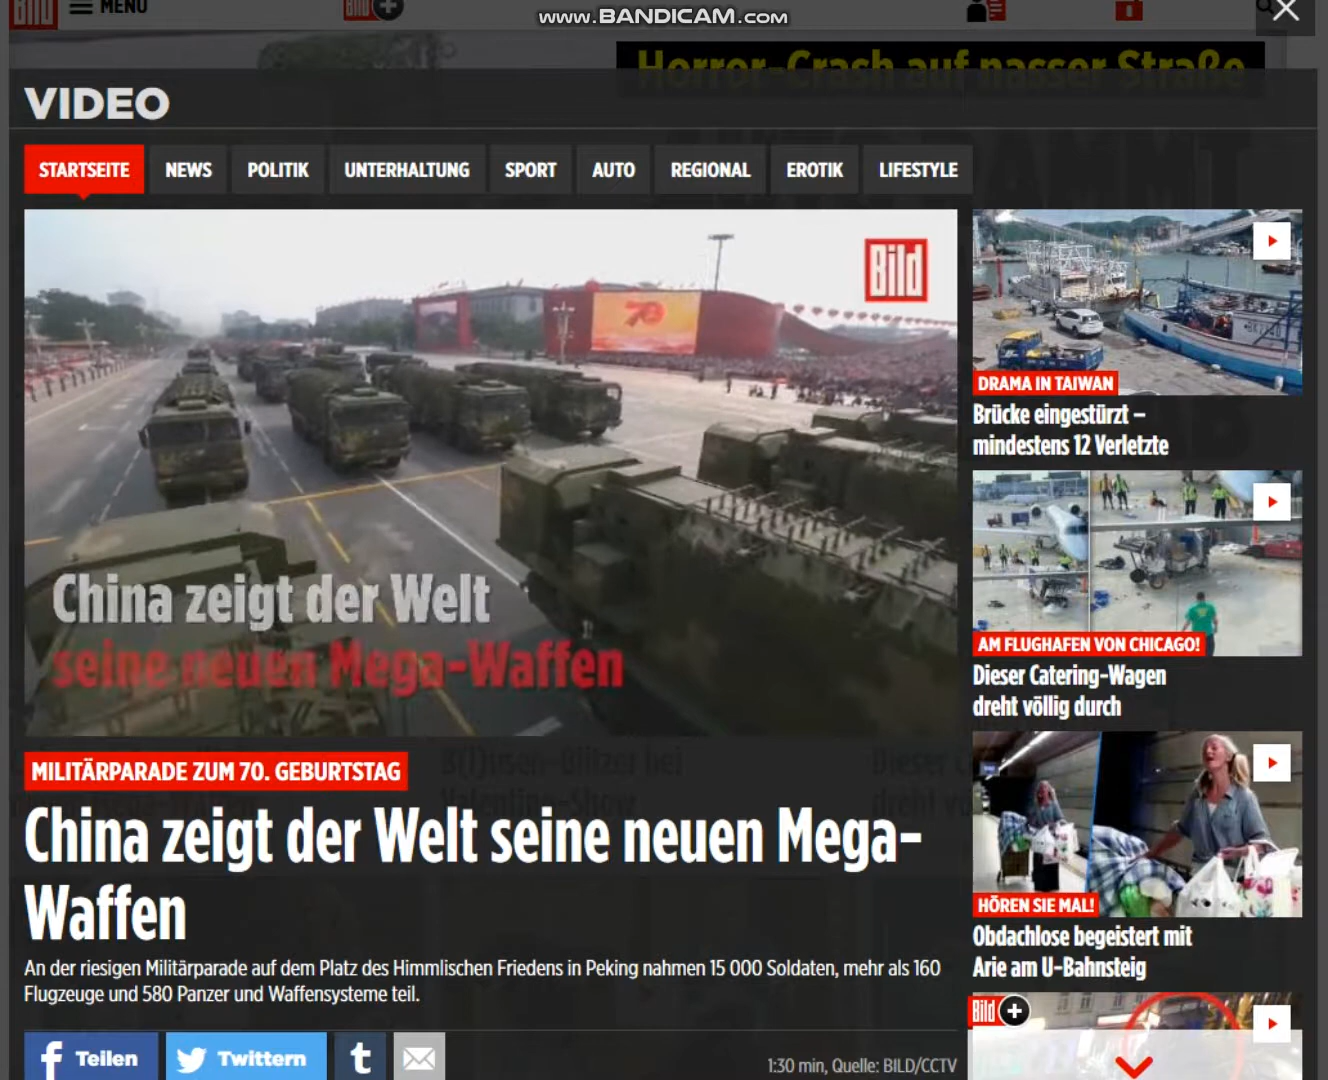 Bild
MENÜ
Bild
www.BANDICAM.com
Horror-Crash auf nasser Straße
VIDEO
STARTSEITE
NEWS
POLITIK
UNTERHALTUNG
SPORT
AUTO
REGIONAL
EROTIK
LIFESTYLE
Bild
70
China zeigt der Welt
seine neuen Mega-Waffen
MILITÄRPARADE ZUM 70. GEBURTSTAG
China zeigt der Welt seine neuen Mega-
Waffen
An der riesigen Militärparade auf dem Platz des Himmlischen Friedens in Peking nahmen 15 000 Soldaten, mehr als 160
Flugzeuge und 580 Panzer und Waffensysteme teil.
Teilen
Twittern
1:30 min, Quelle: BILD/CCTV
DRAMA IN TAIWAN
Brücke eingestürzt –
mindestens 12 Verletzte
AM FLUGHAFEN VON CHICAGO!
Dieser Catering-Wagen
dreht völlig durch
HÖREN SIE MAL!
Obdachlose begeistert mit
Arie am U-Bahnsteig
Bild